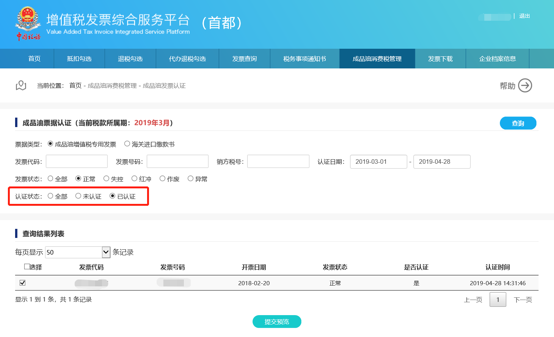 增值税发票综合服务平台 （首都）
Value Added Tax Invoice Integrated Service Platform
退出
首页 抵扣勾选 退税勾选 代办退税勾选 发票查询 税务事项通知书 成品油消费税管理 发票下载 企业档案信息
当前位置： 首页 - 成品油消费税管理 - 成品油发票认证 帮助
成品油票据认证（当前税款所属期：2019年3月） 查询
票据类型： 成品油增值税专用发票 海关进口缴款书
发票代码： 发票号码： 销方税号： 认证日期： 2019-03-01 - 2019-04-28
发票状态： 全部 正常 失控 红冲 作废 异常
认证状态： 全部 未认证 已认证
查询结果列表
每页显示 50 条记录
选择 发票代码 发票号码 开票日期 发票状态 是否认证 认证时间
2018-02-20 正常 是 2019-04-28 14:31:46
显示 1 到 1 条，共 1 条记录 上一页 1 下一页